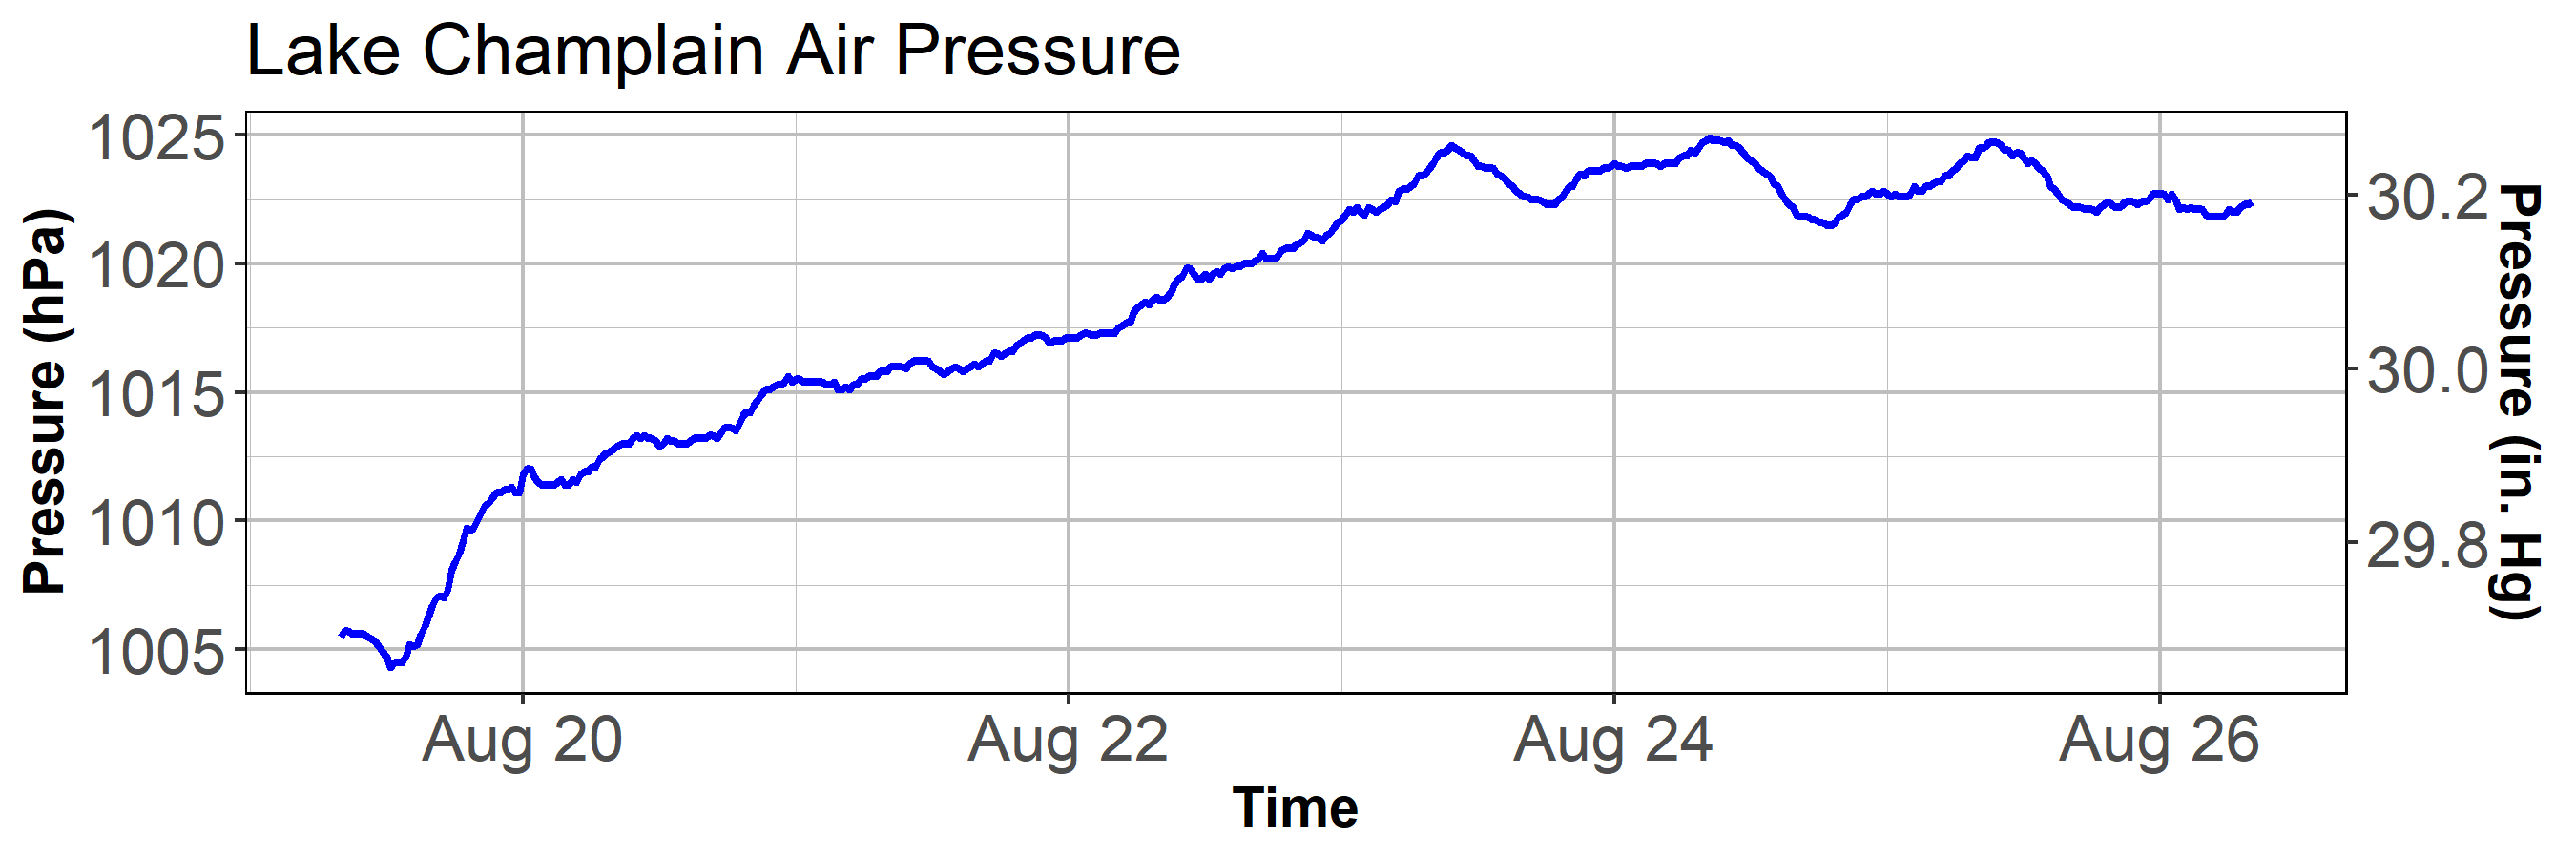 Lake Champlain Air Pressure
Pressure (hPa)
1025
1020
1015
1010
1005
30.2
30.0
29.8
Pressure (in. Hg)
Aug 20 Aug 22 Aug 24 Aug 26
Time